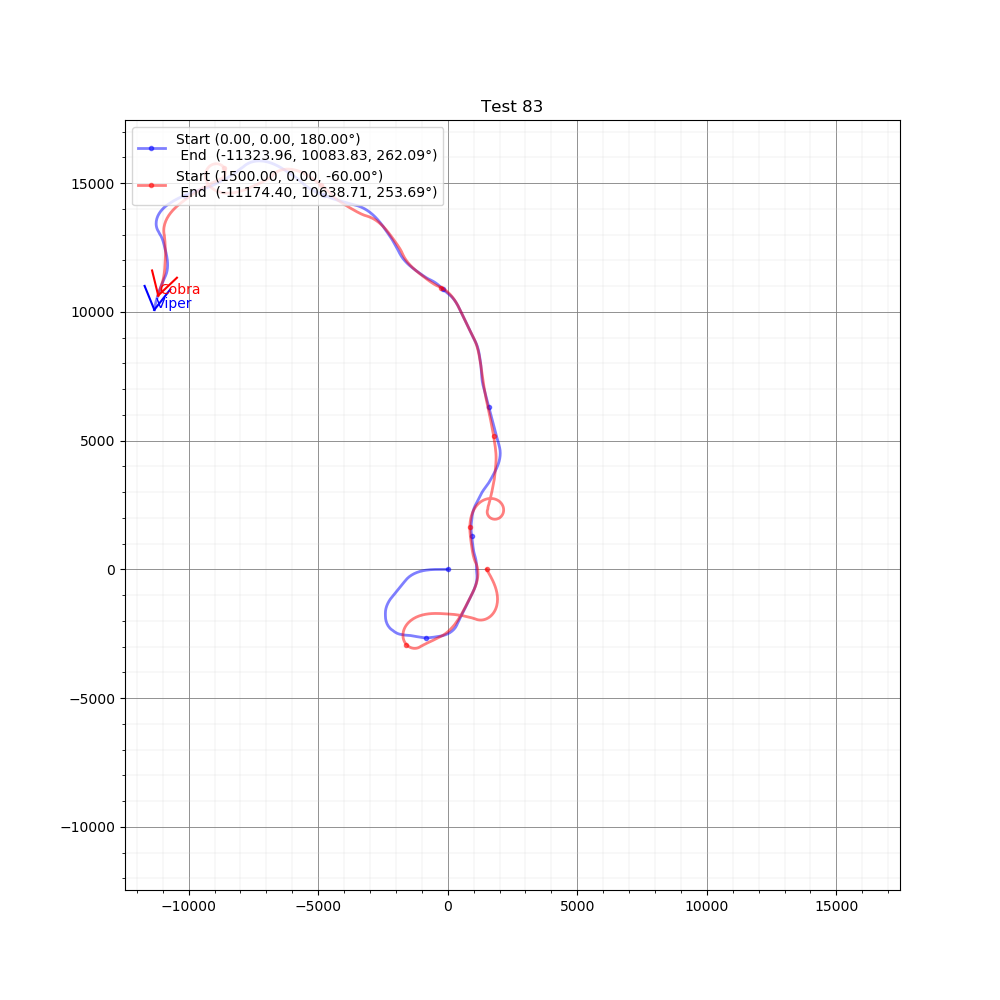 Test 83
Start (0.00, 0.00, 180.00°)
End (-11323.96, 10083.83, 262.09°)
Start (1500.00, 0.00, -60.00°)
End (-11174.40, 10638.71, 253.69°)
15000
10000
5000
0
−5000
−10000
Cobra
Viper
−10000 −5000 0 5000 10000 15000